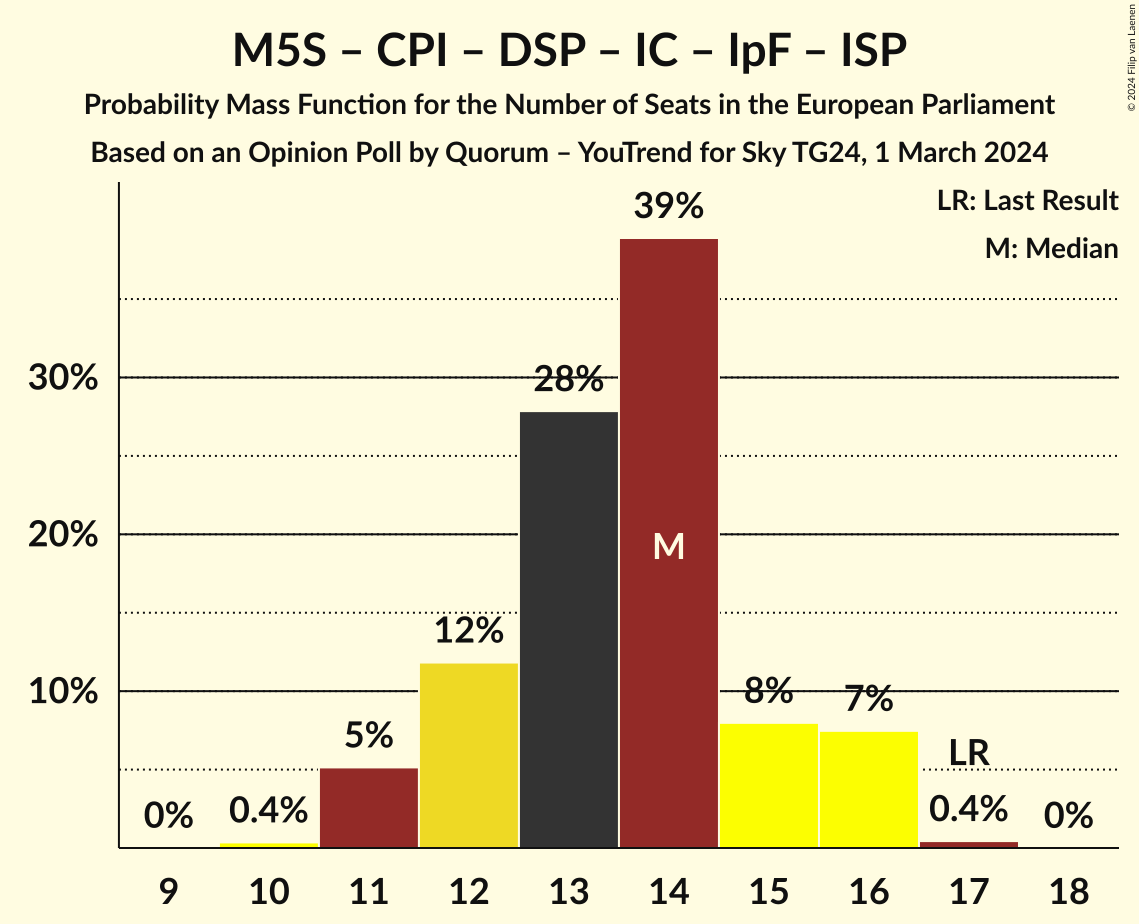 M5S – CPI – DSP – IC – IpF – ISP
Probability Mass Function for the Number of Seats in the European Parliament
Based on an Opinion Poll by Quorum – YouTrend for Sky TG24, 1 March 2024
© 2024 Filip van Laenen
LR: Last Result
M: Median
39%
30%
28%
20%
M
12%
10%
8%
7%
5%
LR
0%
0.4%
0.4%
0%
9 10 11 12 13 14 15 16 17 18